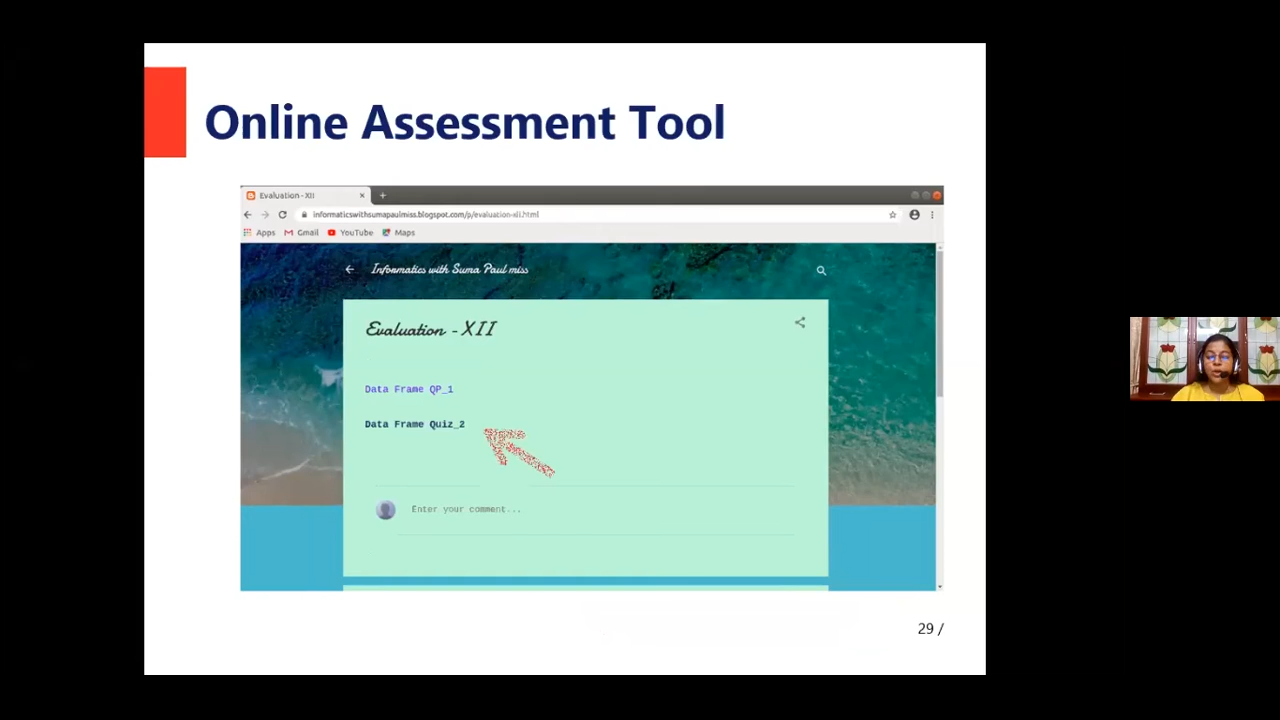 Online Assessment Tool
Evaluation - XII
informaticswithsumapaulmiss.blogspot.com/p/evaluation-xii.html
Apps Gmail YouTube Maps
Informatics with Suma Paul miss
Evaluation - XII
Data Frame QP_1
Data Frame Quiz_2
Enter your comment...
29 /